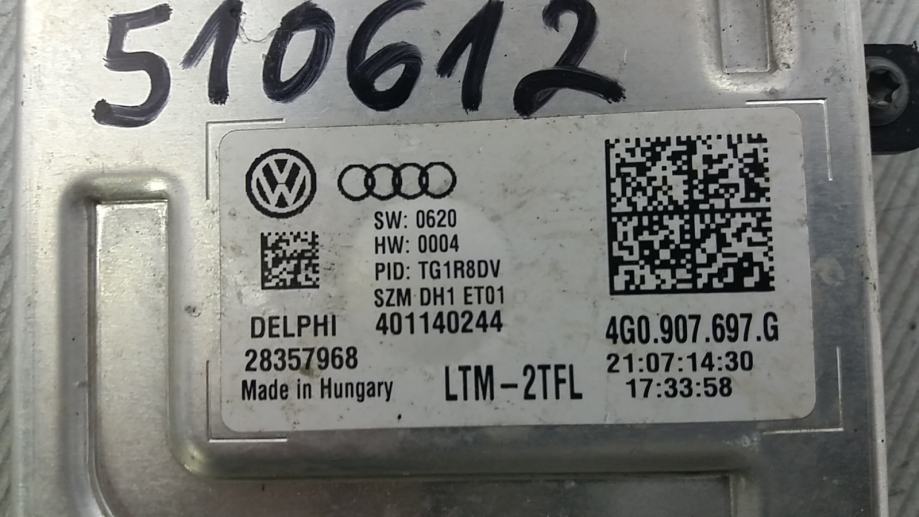 510612
SW: 0620
HW: 0004
PID: TG1R8DV
SZM DH1 ET01
DELPHI 401140244
28357968
Made in Hungary
LTM-2TFL
4G0.907.697.G
21:07:14:30
17:33:58